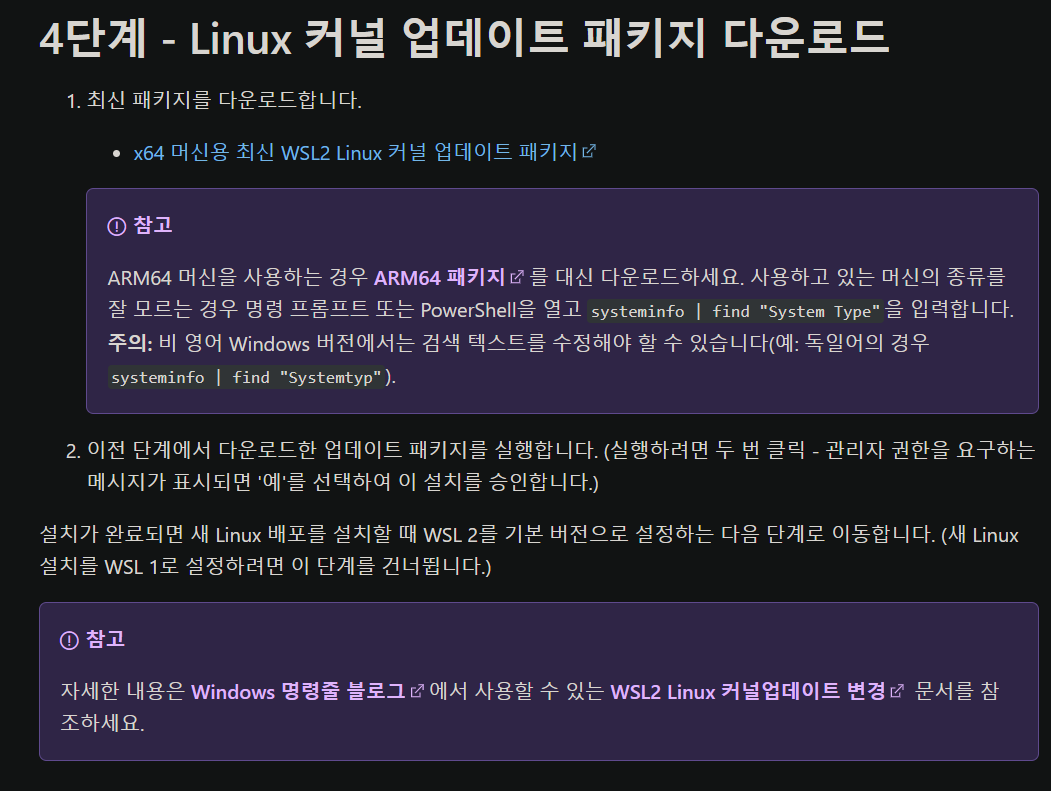 4단계 - Linux 커널 업데이트 패키지 다운로드
1. 최신 패키지를 다운로드합니다.
• x64 머신용 최신 WSL2 Linux 커널 업데이트 패키지
참고
ARM64 머신을 사용하는 경우 ARM64 패키지를 대신 다운로드하세요. 사용하고 있는 머신의 종류를
잘 모르는 경우 명령 프롬프트 또는 PowerShell을 열고 systeminfo | find "System Type"을 입력합니다.
주의: 비 영어 Windows 버전에서는 검색 텍스트를 수정해야 할 수 있습니다(예: 독일어의 경우
systeminfo | find "Systemtyp").
2. 이전 단계에서 다운로드한 업데이트 패키지를 실행합니다. (실행하려면 두 번 클릭 - 관리자 권한을 요구하는
메시지가 표시되면 '예'를 선택하여 이 설치를 승인합니다.)
설치가 완료되면 새 Linux 배포를 설치할 때 WSL 2를 기본 버전으로 설정하는 다음 단계로 이동합니다. (새 Linux
설치를 WSL 1로 설정하려면 이 단계를 건너뜁니다.)
참고
자세한 내용은 Windows 명령줄 블로그에서 사용할 수 있는 WSL2 Linux 커널업데이트 변경 문서를 참
조하세요.